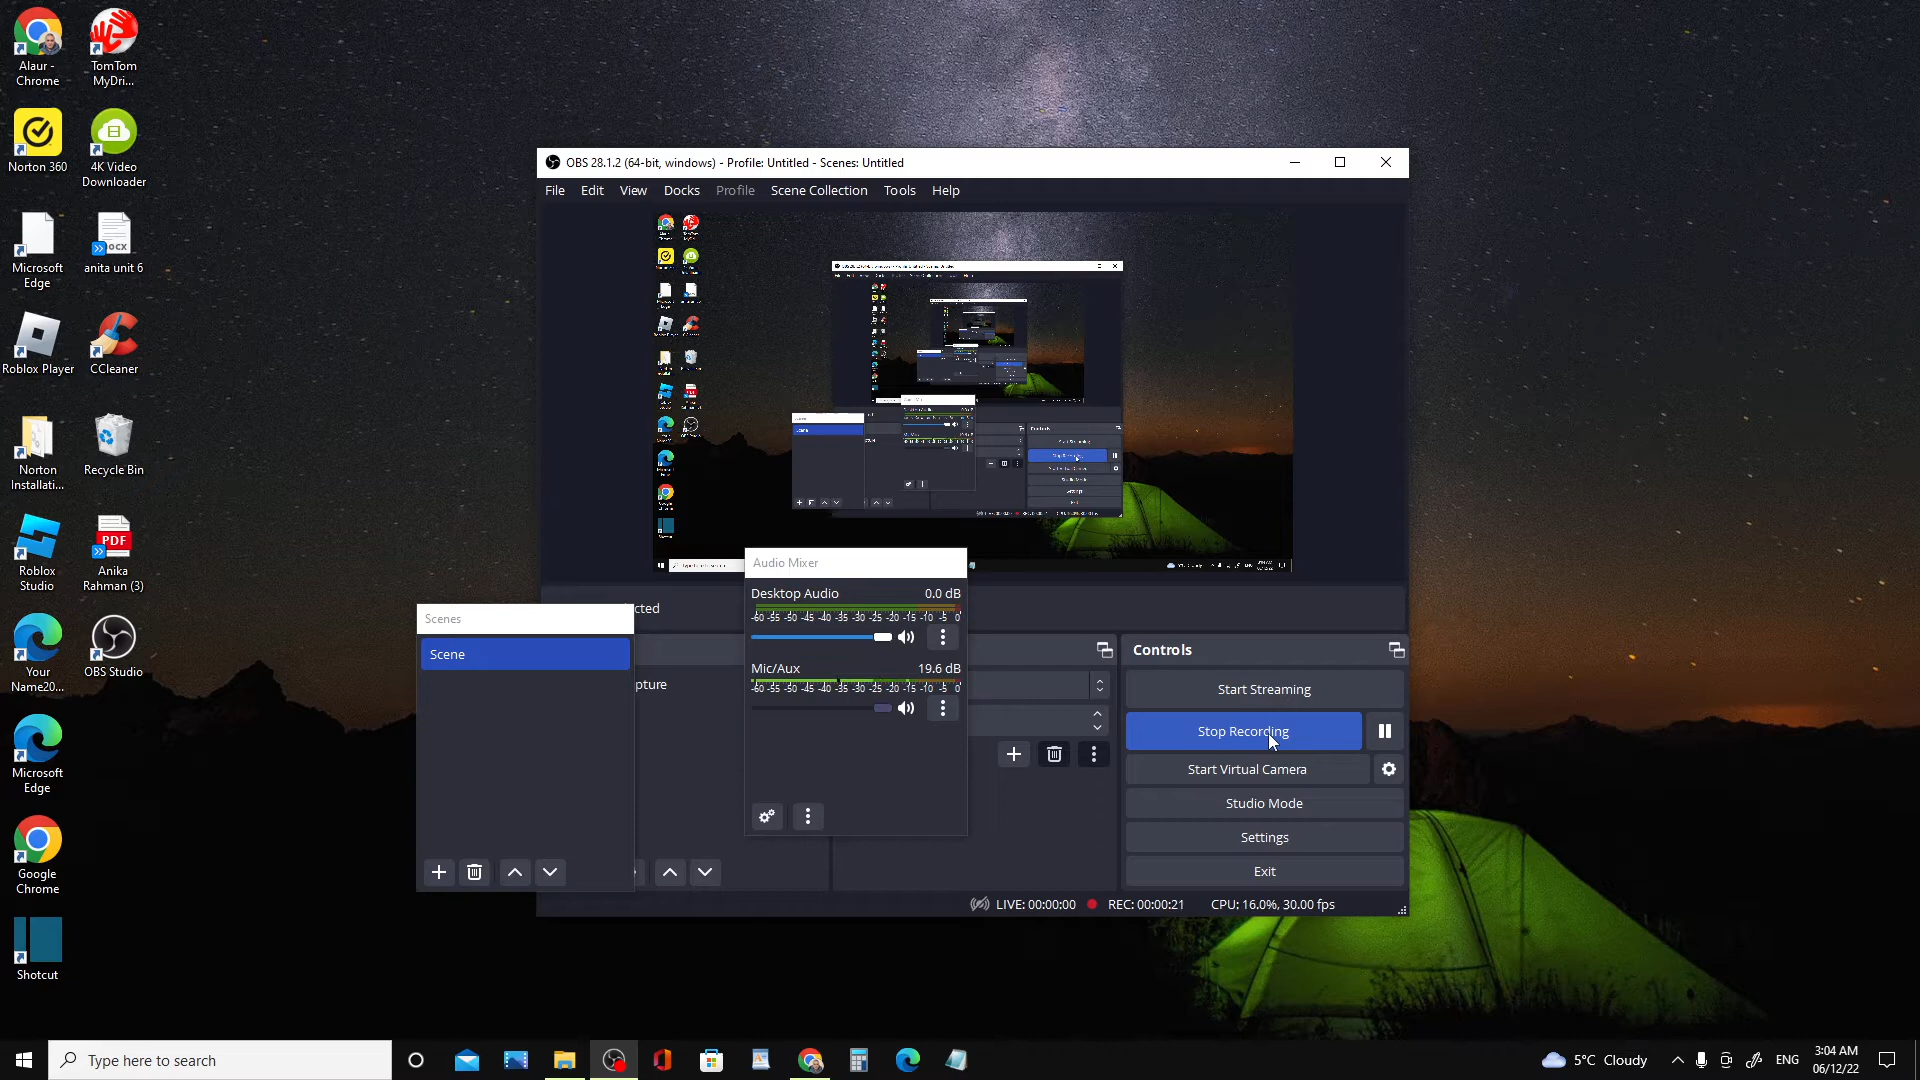 Alaur -
Chrome
TomTom
MyDri...
Norton 360
4K Video
Downloader
Microsoft
Edge
DOCX
anita unit 6
Roblox Player
CCleaner
Norton
Installati...
Recycle Bin
Roblox
Studio
PDF
Anika
Rahman (3)
Your
Name20...
OBS Studio
Microsoft
Edge
Google
Chrome
Shotcut
OBS 28.1.2 (64-bit, windows) - Profile: Untitled - Scenes: Untitled
File Edit View Docks Profile Scene Collection Tools Help
cted
pture
Scenes
Scene
Audio Mixer
Desktop Audio 0.0 dB
-60 -55 -50 -45 -40 -35 -30 -25 -20 -15 -10 -5 0
Mic/Aux 19.6 dB
-60 -55 -50 -45 -40 -35 -30 -25 -20 -15 -10 -5 0
Controls
Start Streaming
Stop Recording
Start Virtual Camera
Studio Mode
Settings
Exit
LIVE: 00:00:00 REC: 00:00:21 CPU: 16.0%, 30.00 fps
Type here to search
5°C Cloudy
ENG
3:04 AM
06/12/22